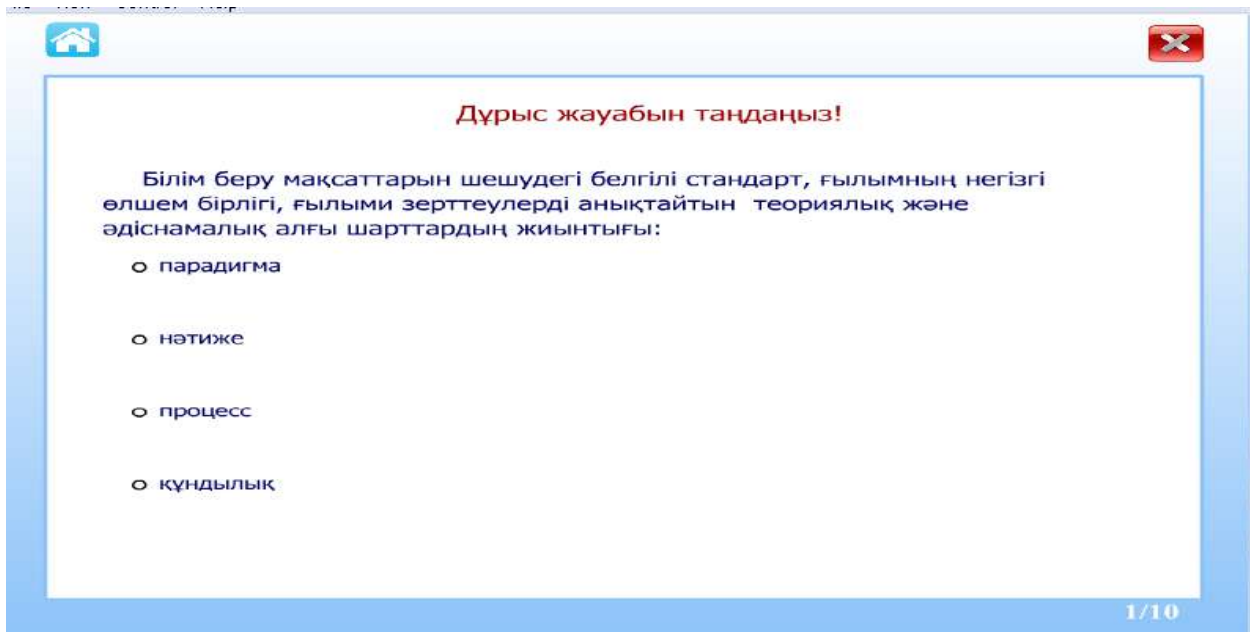 Дұрыс жауабын таңдаңыз!
Білім беру мақсаттарын шешудегі белгілі стандарт, ғылымның негізгі
өлшем бірлігі, ғылыми зерттеулерді анықтайтын теориялық және
әдіснамалық алғы шарттардың жиынтығы:
парадигма
нәтиже
процесс
құндылық
1/10